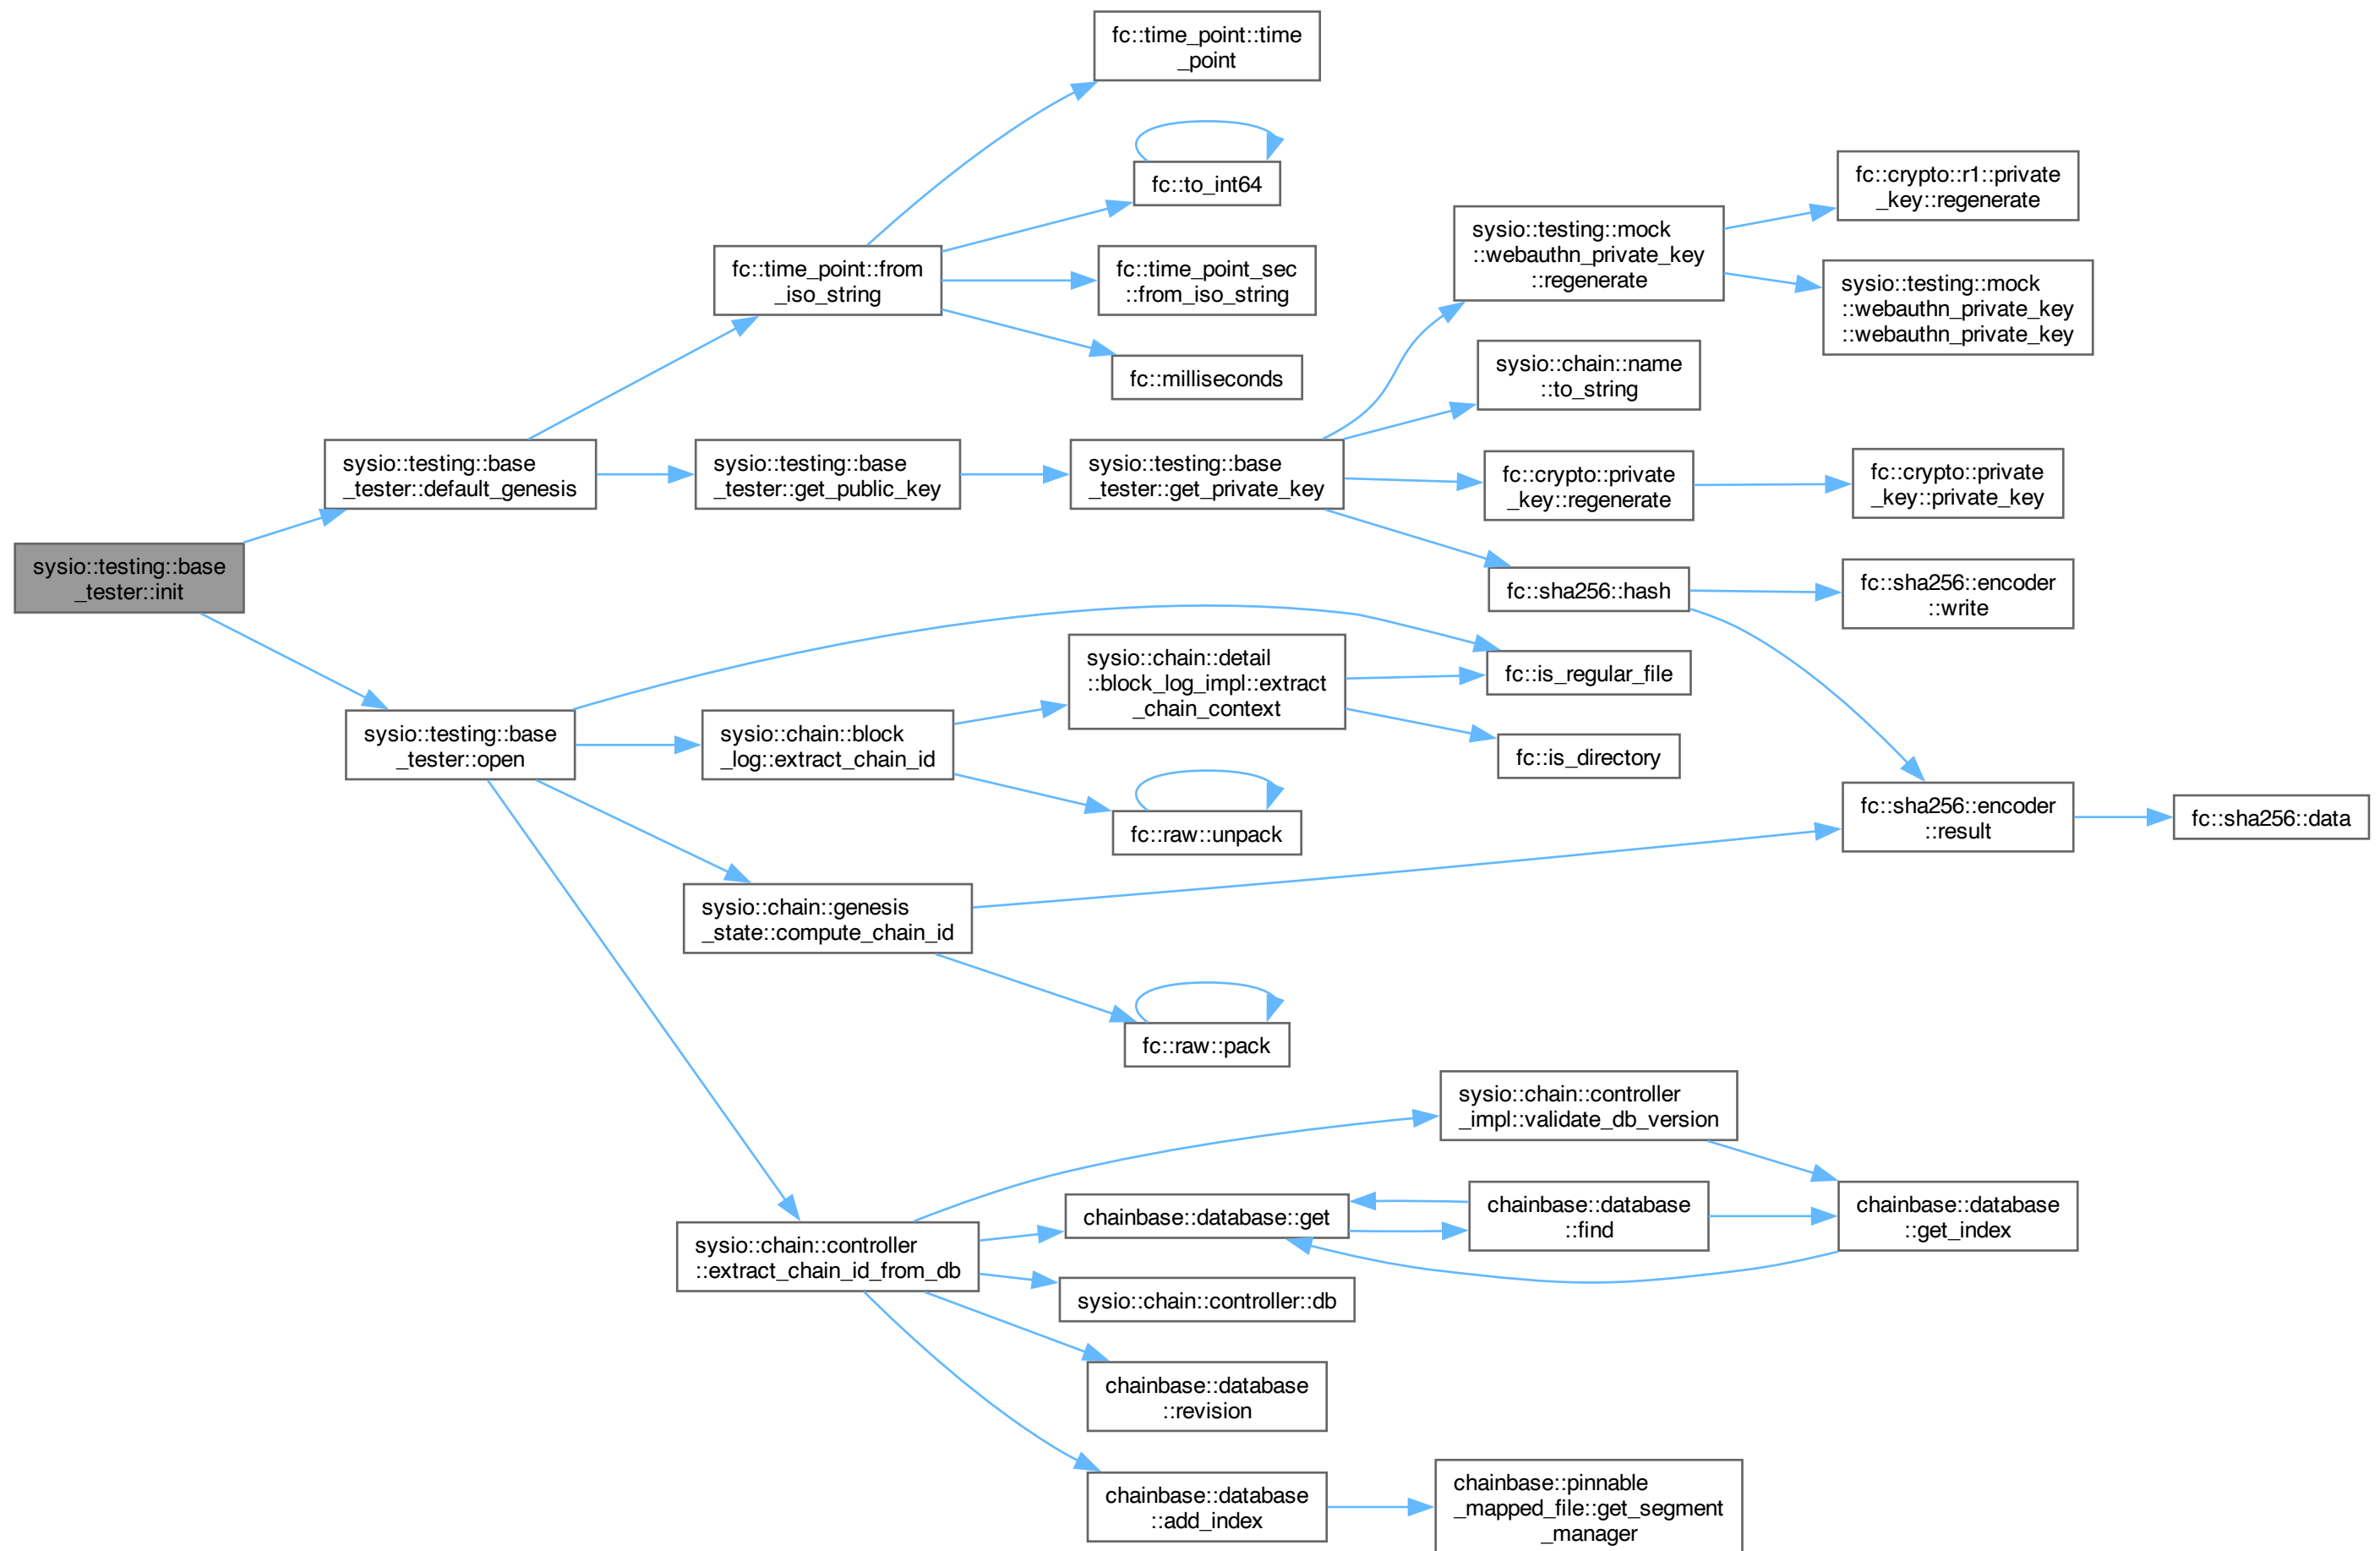 fc::time_point::time
_point
fc::to_int64
fc::time_point::from
_iso_string
fc::time_point_sec
::from_iso_string
fc::milliseconds
fc::crypto::r1::private
_key::regenerate
sysio::testing::mock
::webauthn_private_key
::regenerate
sysio::testing::mock
::webauthn_private_key
::webauthn_private_key
sysio::chain::name
::to_string
sysio::testing::base
_tester::default_genesis
sysio::testing::base
_tester::get_public_key
sysio::testing::base
_tester::get_private_key
fc::crypto::private
_key::regenerate
fc::crypto::private
_key::private_key
sysio::testing::base
_tester::init
fc::sha256::hash
fc::sha256::encoder
::write
sysio::chain::detail
::block_log_impl::extract
_chain_context
fc::is_regular_file
sysio::testing::base
_tester::open
sysio::chain::block
_log::extract_chain_id
fc::is_directory
fc::raw::unpack
fc::sha256::encoder
::result
fc::sha256::data
sysio::chain::genesis
_state::compute_chain_id
fc::raw::pack
sysio::chain::controller
_impl::validate_db_version
chainbase::database::get
chainbase::database
::find
chainbase::database
::get_index
sysio::chain::controller
::extract_chain_id_from_db
sysio::chain::controller::db
chainbase::database
::revision
chainbase::database
::add_index
chainbase::pinnable
_mapped_file::get_segment
_manager